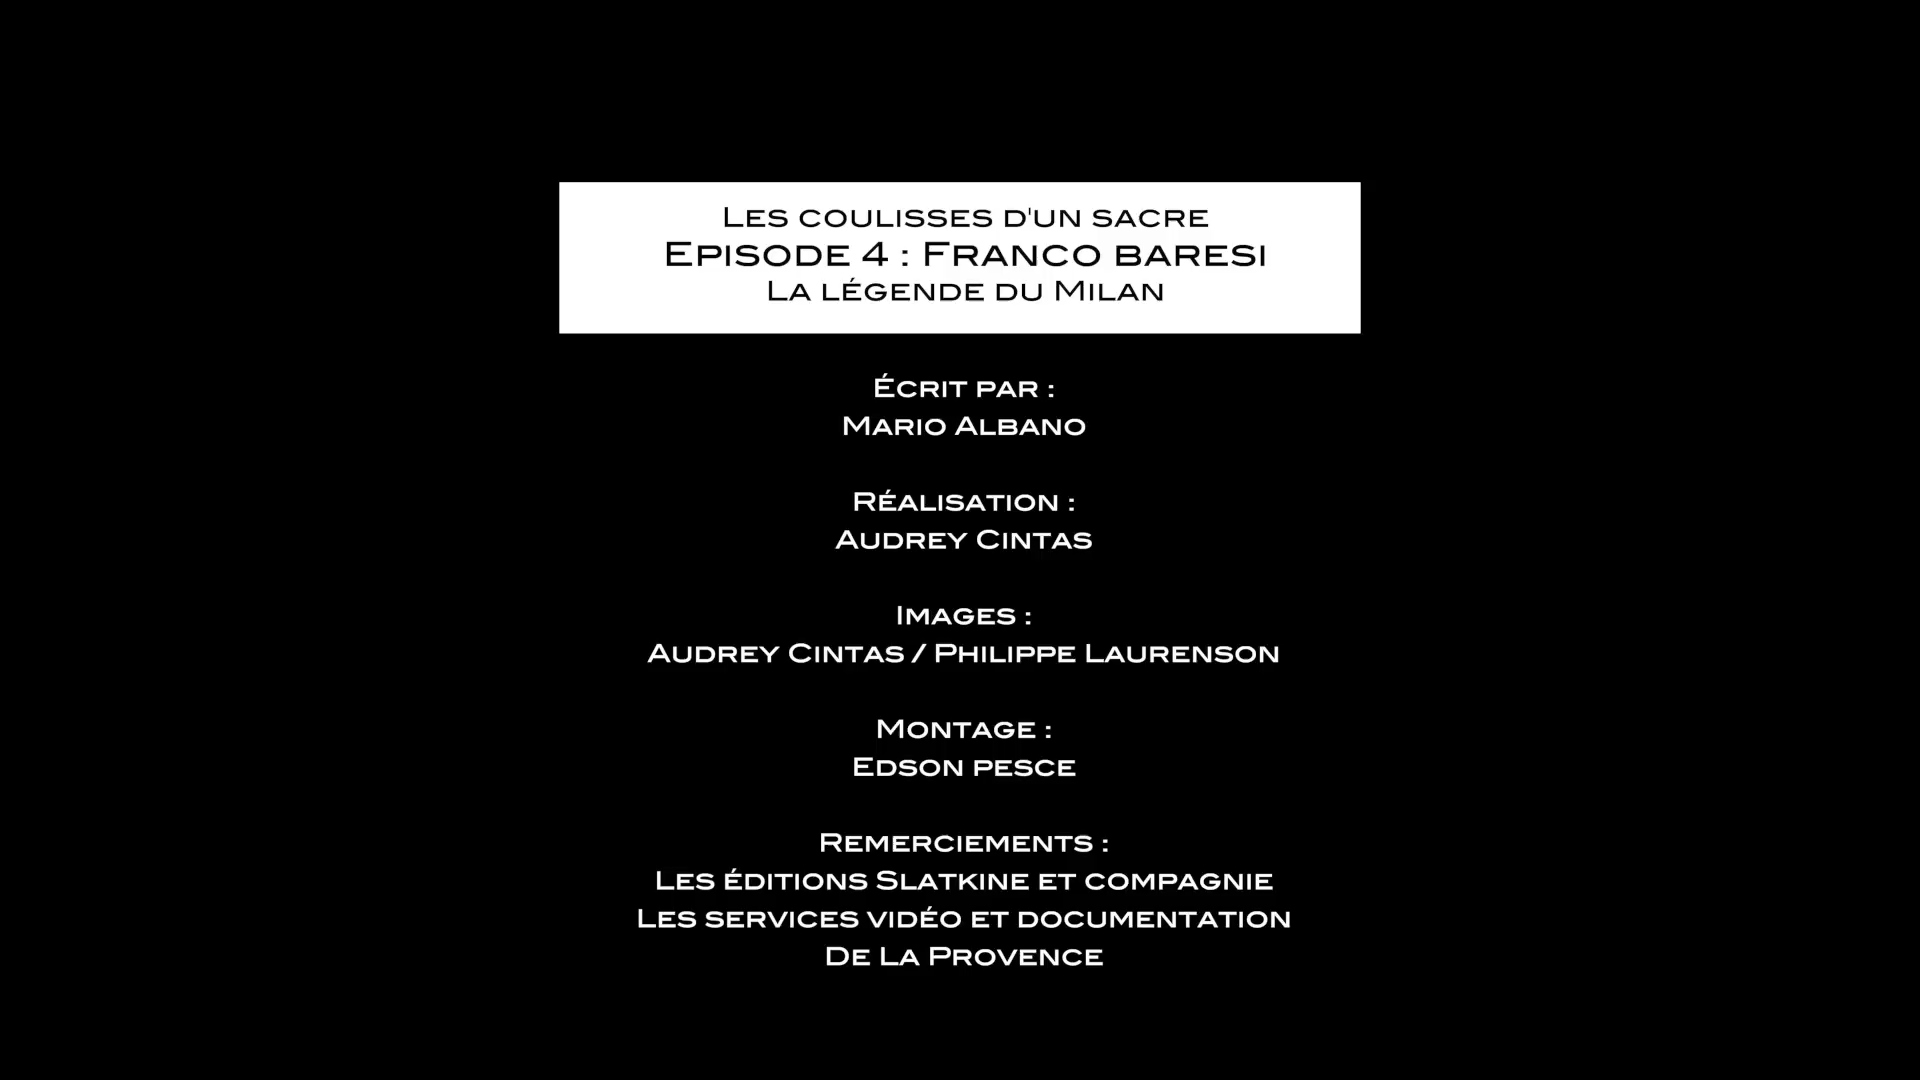 Les coulisses d'un sacre
Episode 4 : Franco baresi
La légende du Milan
Écrit par :
Mario Albano
Réalisation :
Audrey Cintas
Images :
Audrey Cintas / Philippe Laurenson
Montage :
Edson pesce
Remerciements :
Les éditions Slatkine et compagnie
Les services vidéo et documentation
De La Provence